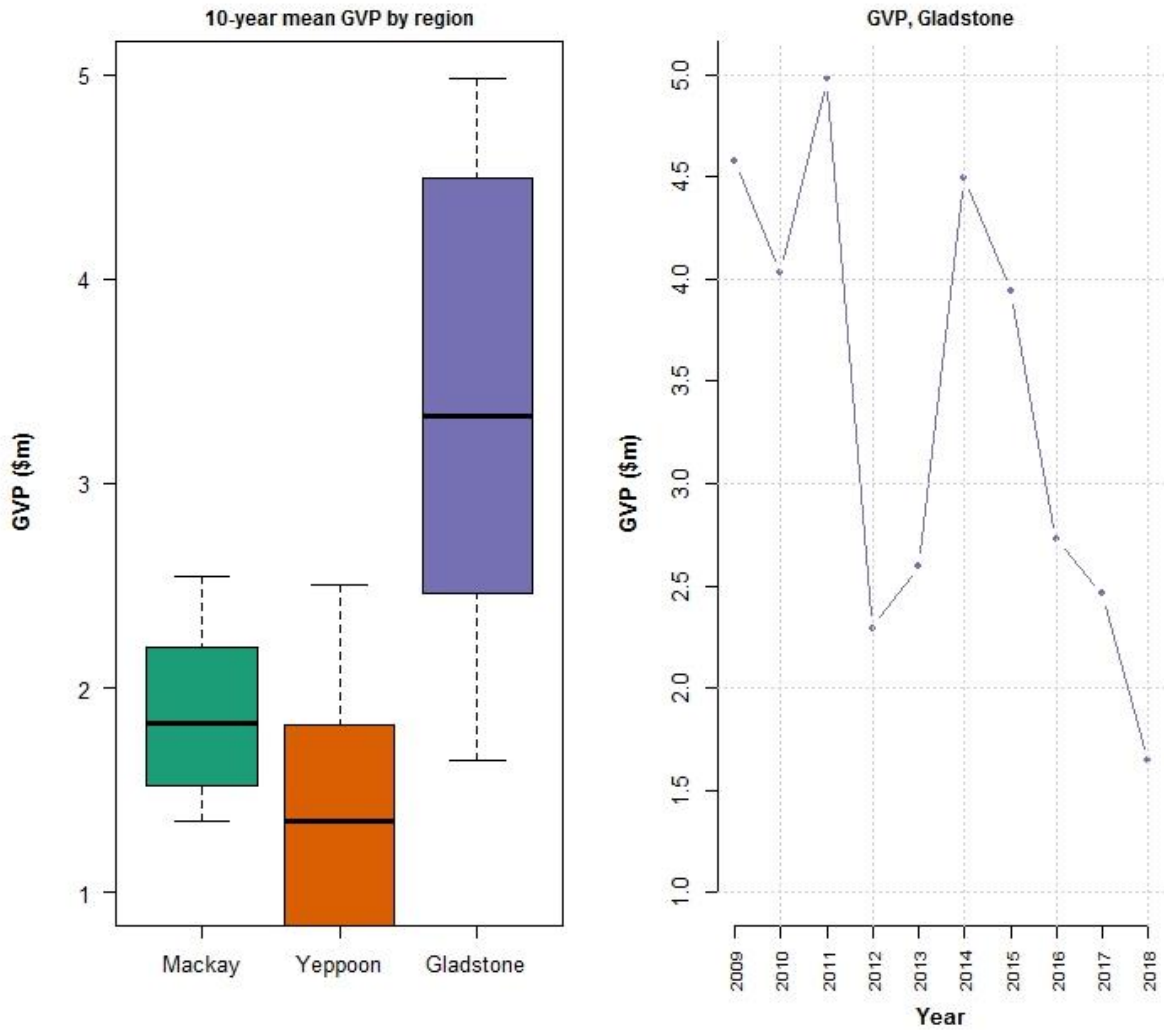 10-year mean GVP by region
GVP ($m)
5
4
3
2
1
Mackay Yeppoon Gladstone
GVP, Gladstone
GVP ($m)
5.0
4.5
4.0
3.5
3.0
2.5
2.0
1.5
1.0
2009 2010 2011 2012 2013 2014 2015 2016 2017 2018
Year